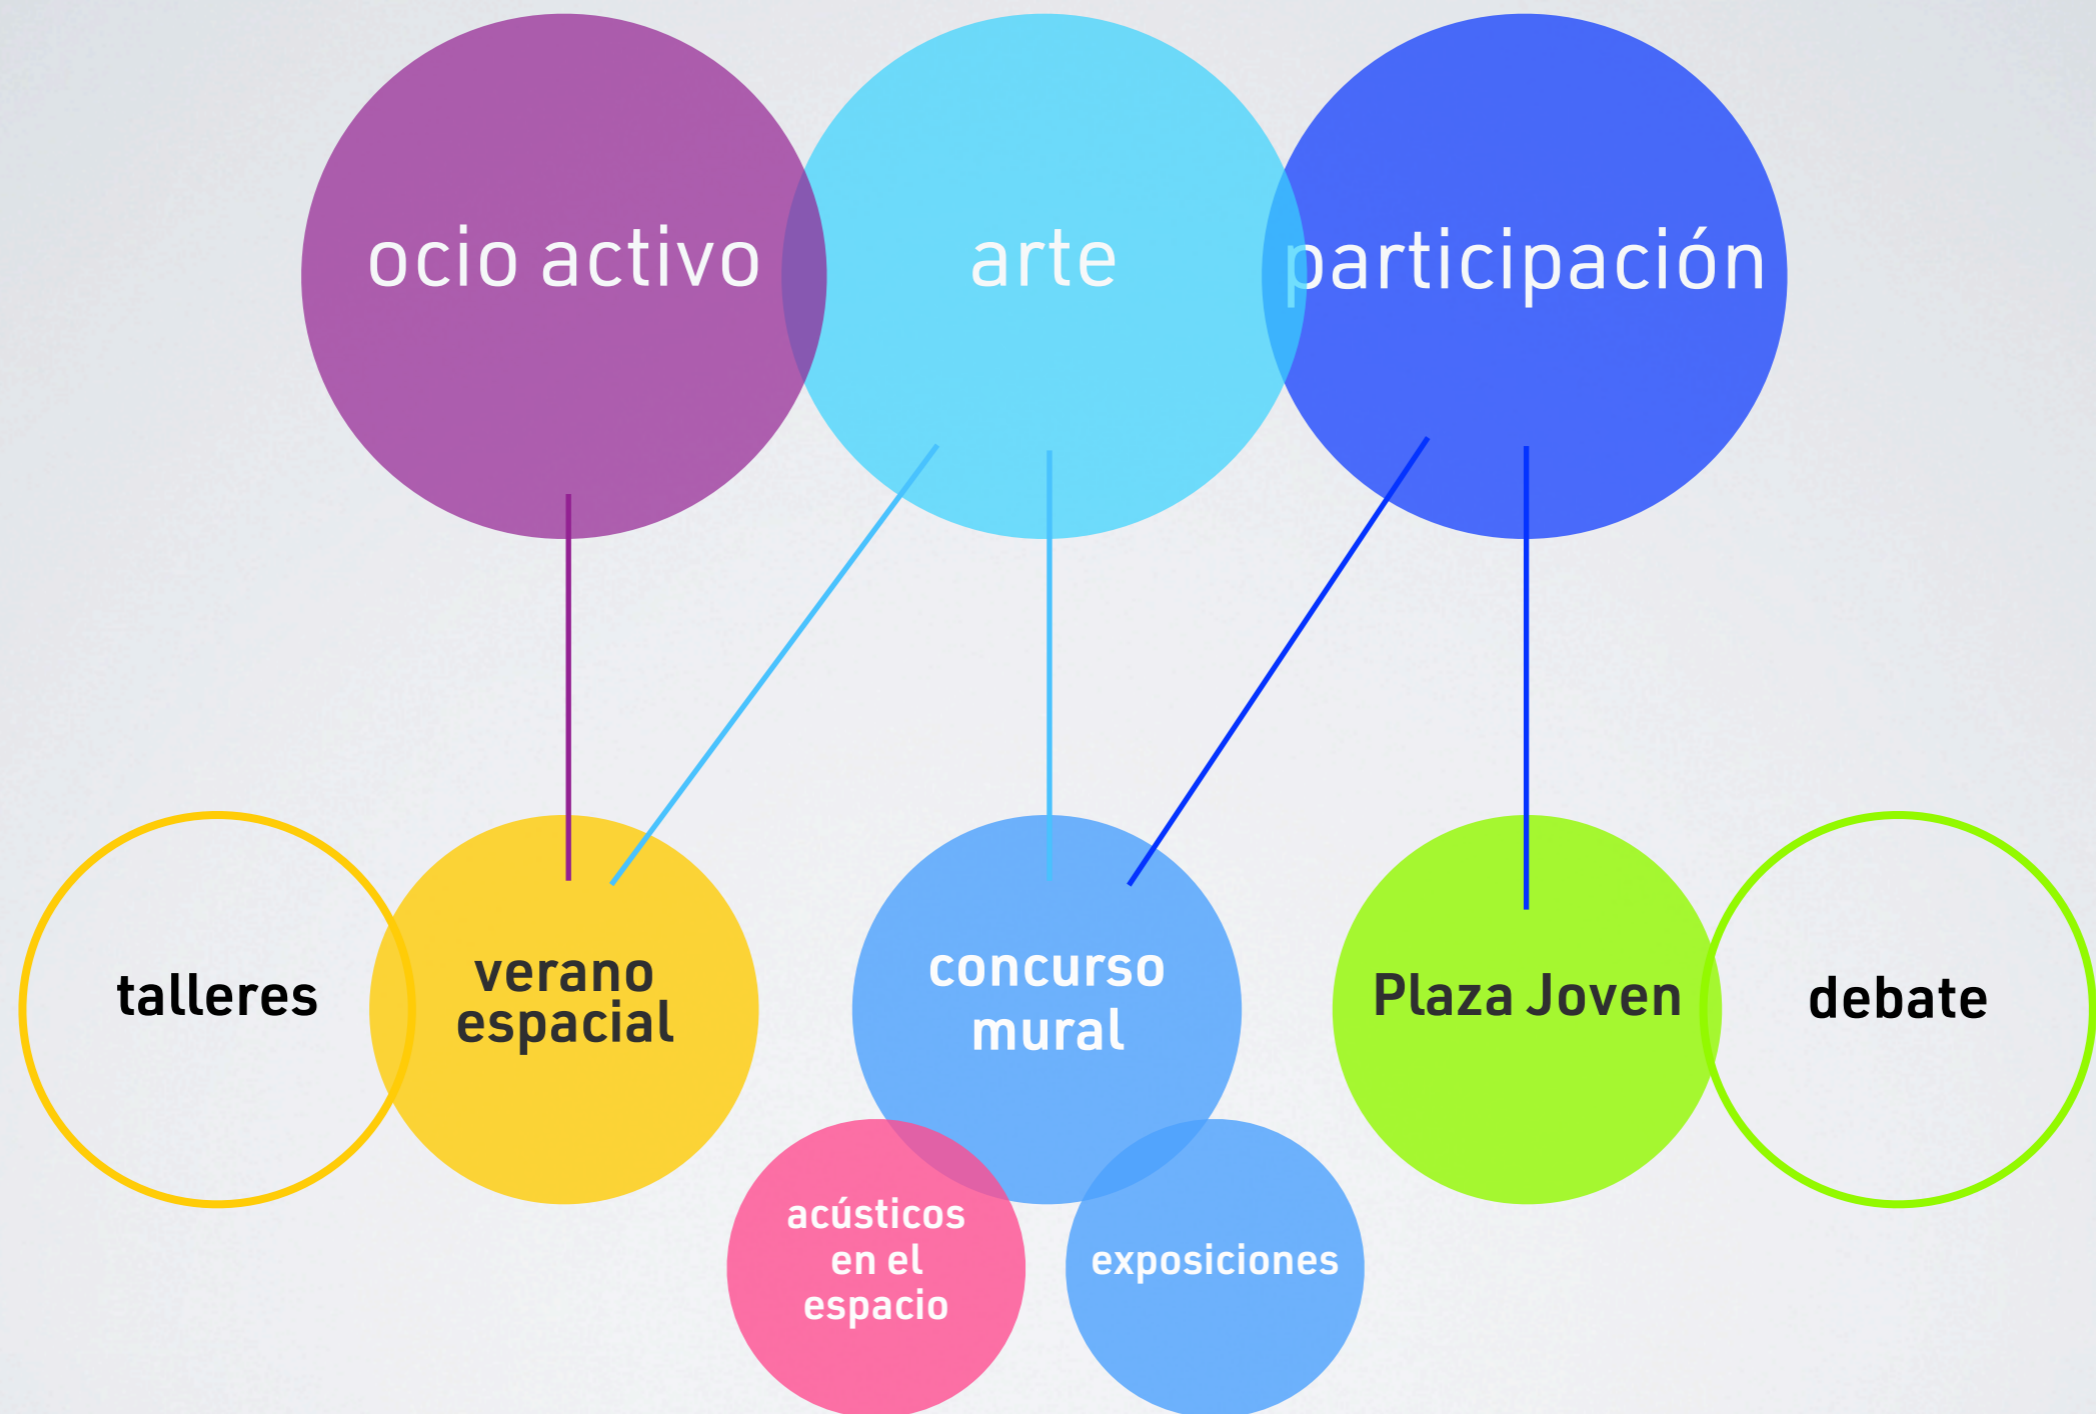 ocio activo
arte
participación
talleres
verano
espacial
concurso
mural
Plaza Joven
debate
acústicos
en el
espacio
exposiciones